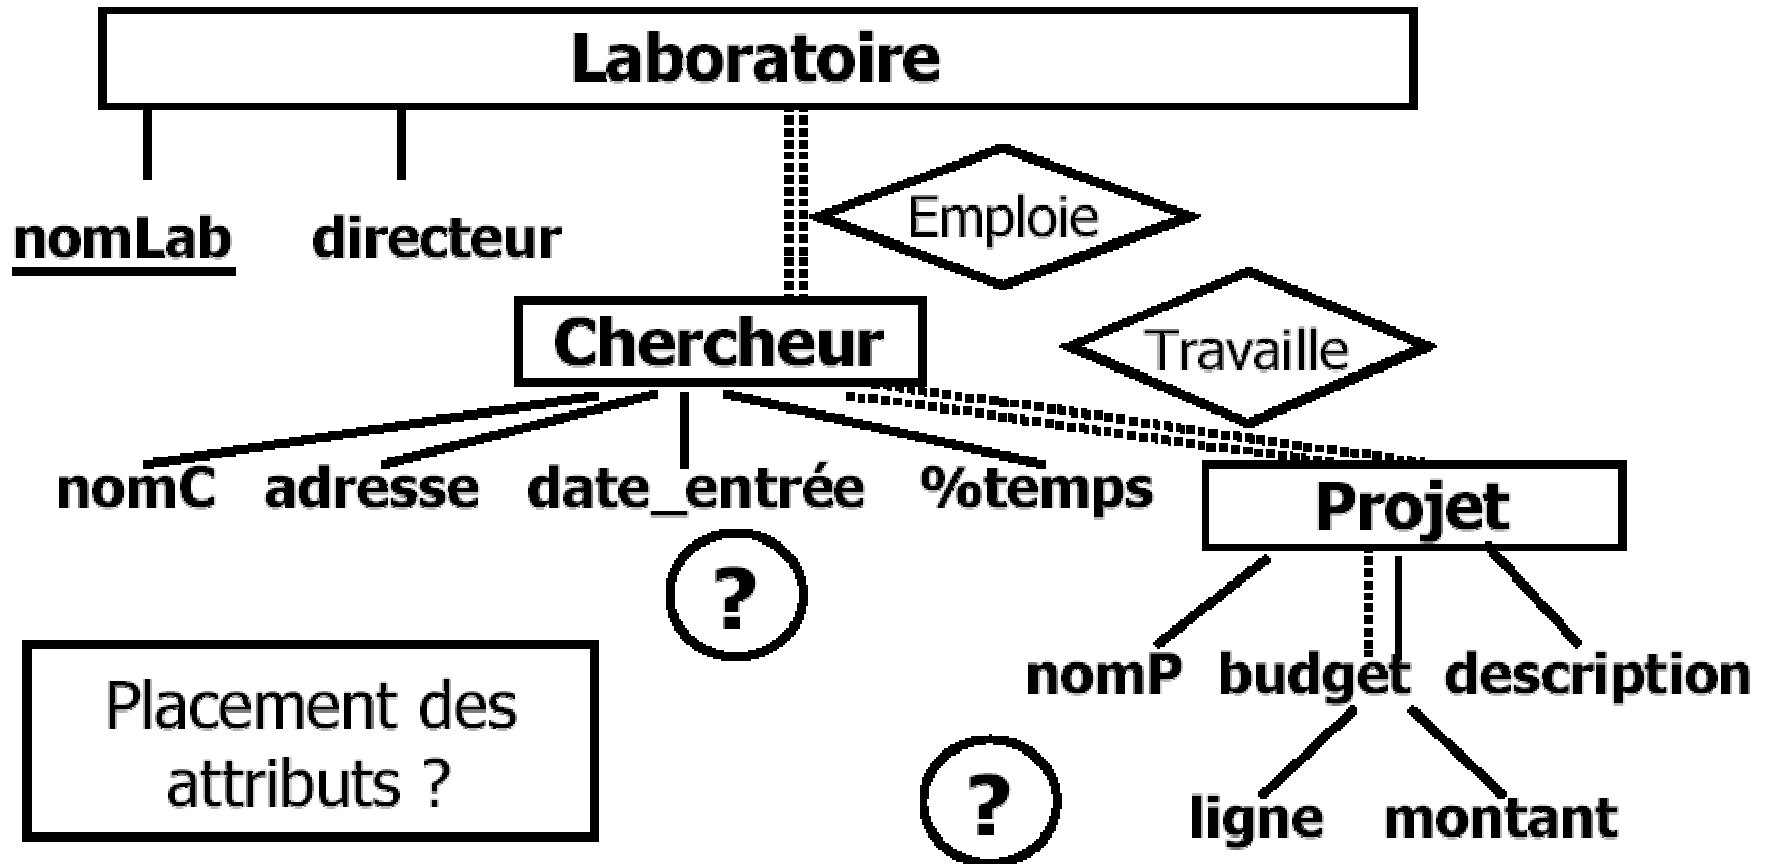 Laboratoire
Emploie
nomLab directeur
Chercheur
Travaille
nomC adresse date_entrée %temps
Projet
?
nomP budget description
Placement des
attributs ?
?
ligne montant